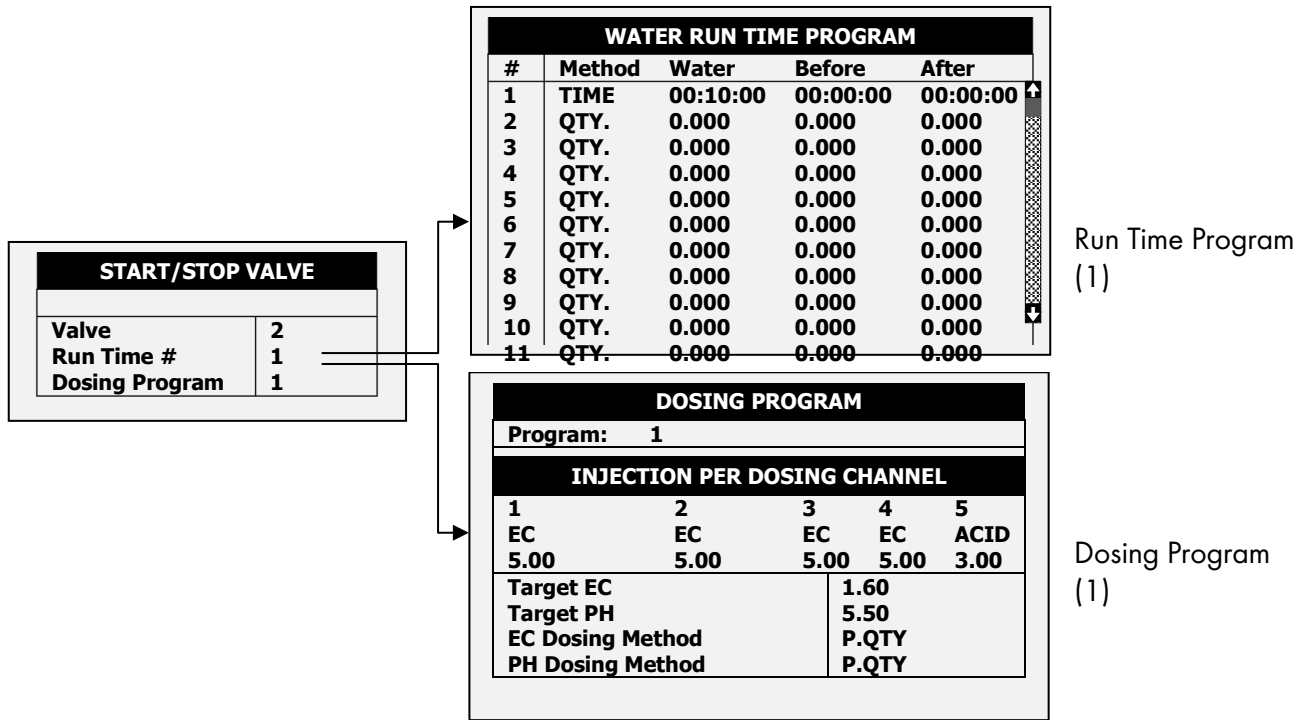 START/STOP VALVE
Valve 2
Run Time # 1
Dosing Program 1
WATER RUN TIME PROGRAM
# Method Water Before After
1 TIME 00:10:00 00:00:00 00:00:00
2 QTY. 0.000 0.000 0.000
3 QTY. 0.000 0.000 0.000
4 QTY. 0.000 0.000 0.000
5 QTY. 0.000 0.000 0.000
6 QTY. 0.000 0.000 0.000
7 QTY. 0.000 0.000 0.000
8 QTY. 0.000 0.000 0.000
9 QTY. 0.000 0.000 0.000
10 QTY. 0.000 0.000 0.000
11 QTY. 0.000 0.000 0.000
Run Time Program
(1)
DOSING PROGRAM
Program: 1
INJECTION PER DOSING CHANNEL
1 2 3 4 5
EC EC EC EC ACID
5.00 5.00 5.00 5.00 3.00
Target EC 1.60
Target PH 5.50
EC Dosing Method P.QTY
PH Dosing Method P.QTY
Dosing Program
(1)